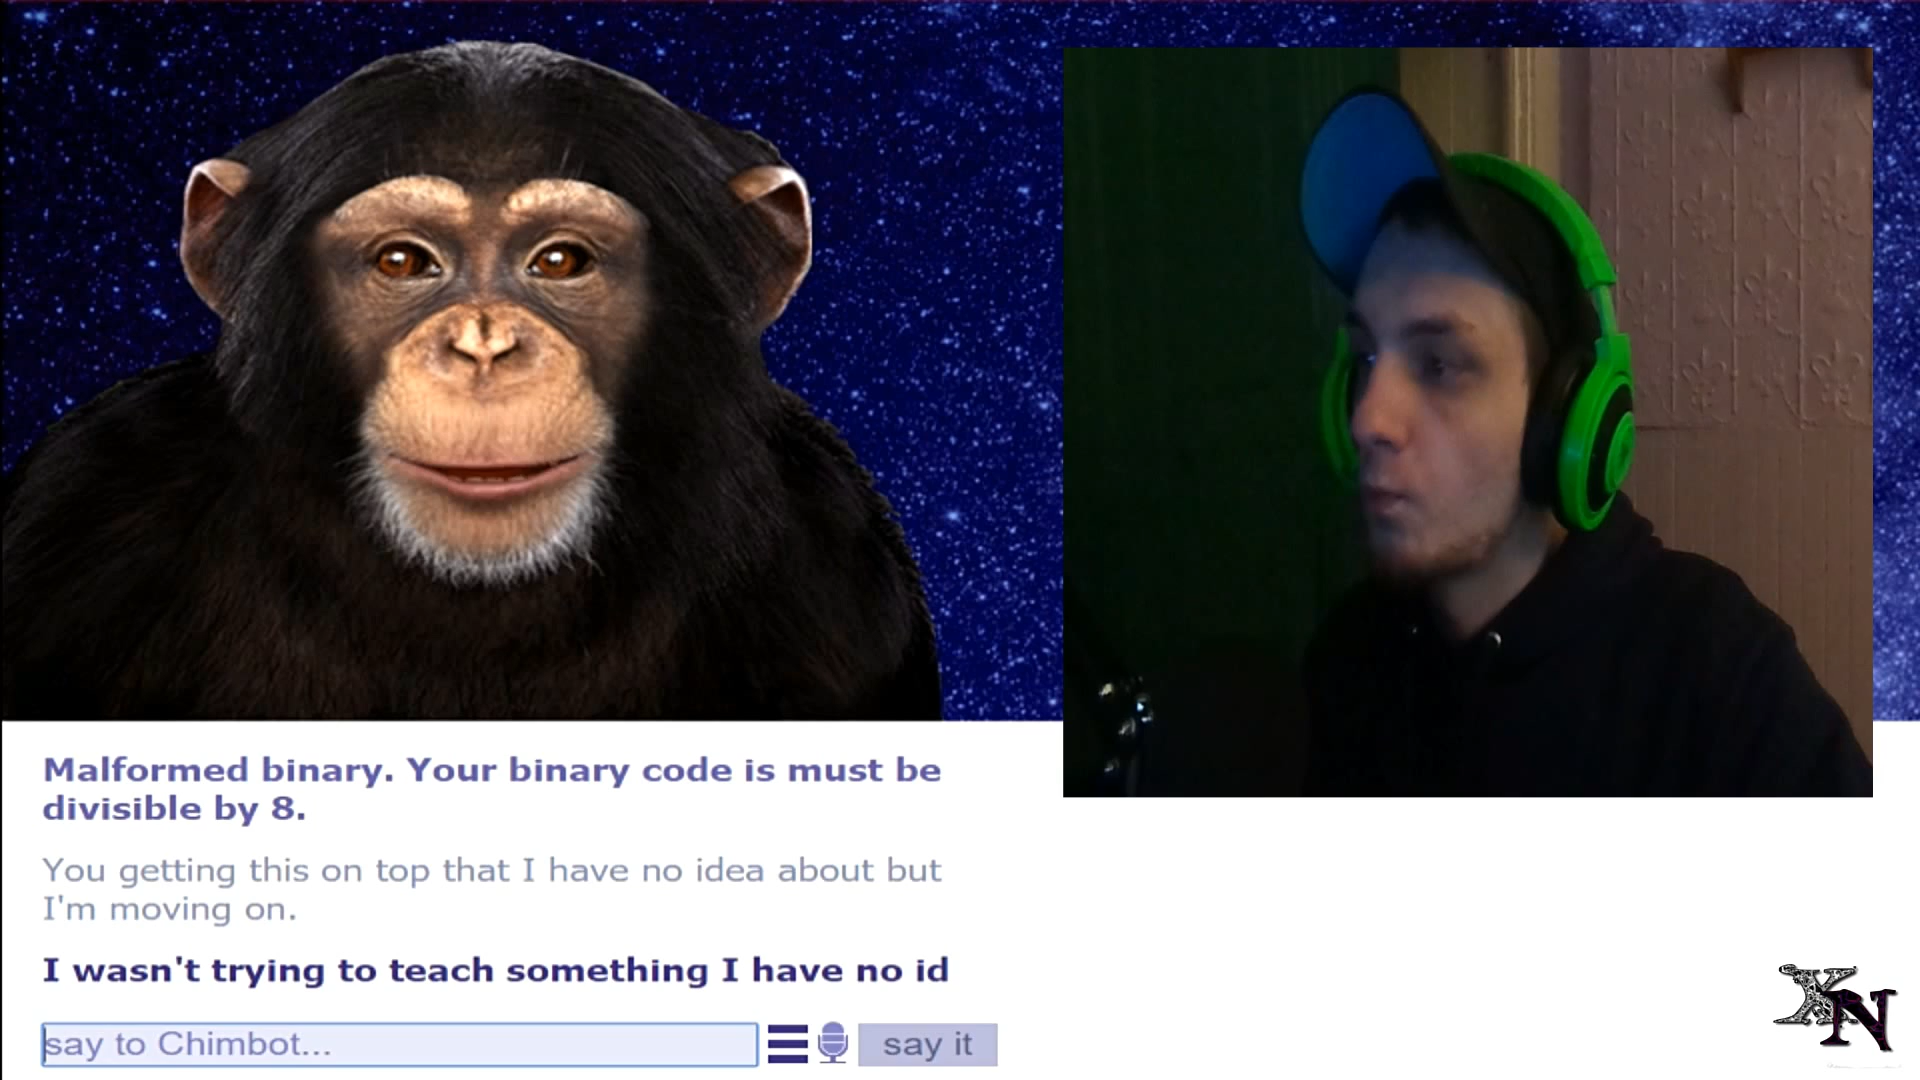 Malformed binary. Your binary code is must be
divisible by 8.
You getting this on top that I have no idea about but
I'm moving on.
I wasn't trying to teach something I have no id
say to Chimbot...
say it
XN